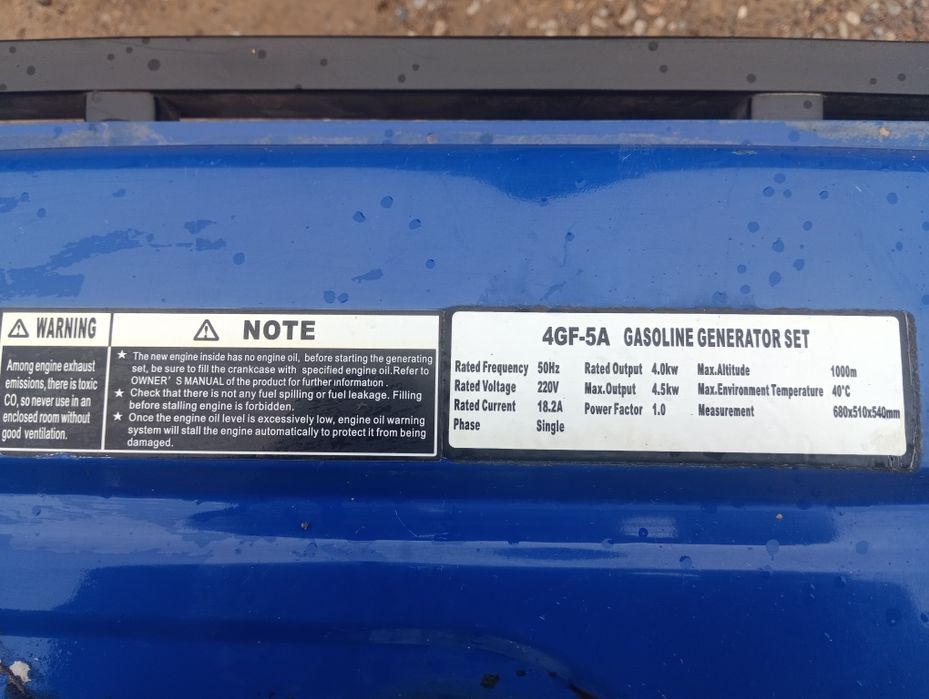 WARNING
Among engine exhaust
emissions, there is toxic
CO, so never use in an
enclosed room without
good ventilation.
NOTE
★ The new engine inside has no engine oil, before starting the generating
set, be sure to fill the crankcase with specified engine oil.Refer to
OWNER'S MANUAL of the product for further information.
★ Check that there is not any fuel spilling or fuel leakage. Filling
before stalling engine is forbidden.
★ Once the engine oil level is excessively low, engine oil warning
system will stall the engine automatically to protect it from being
damaged.
4GF-5A GASOLINE GENERATOR SET
Rated Frequency 50Hz Rated Output 4.0kw Max.Altitude 1000m
Rated Voltage 220V Max.Output 4.5kw Max.Environment Temperature 40°C
Rated Current 18.2A Power Factor 1.0 Measurement 680x510x540mm
Phase Single